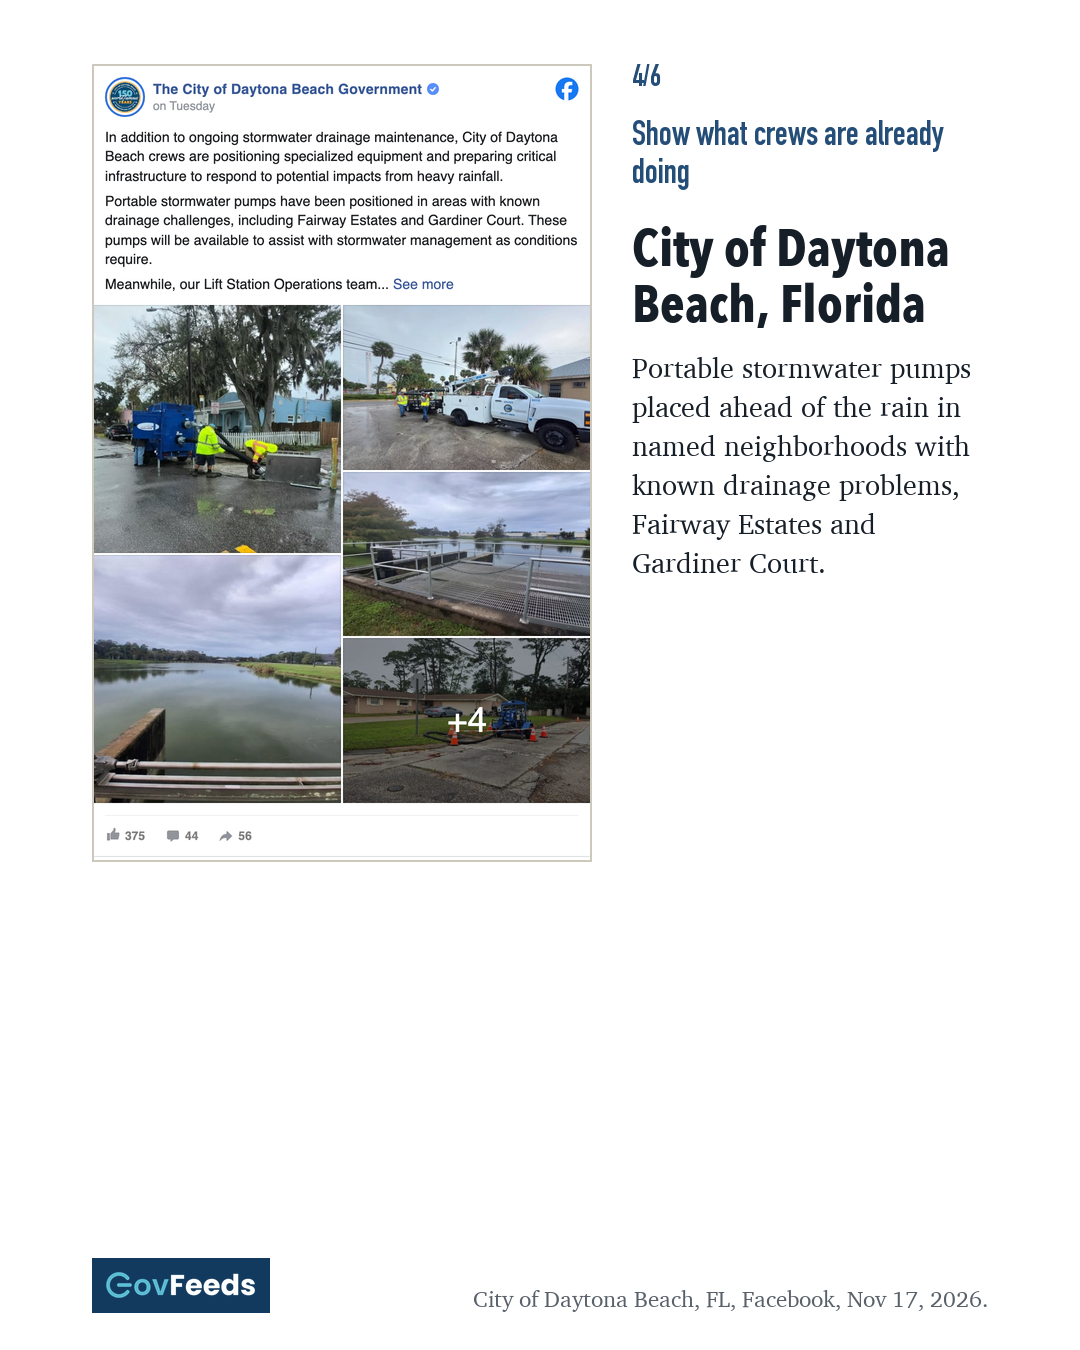 The City of Daytona Beach Government
on Tuesday
In addition to ongoing stormwater drainage maintenance, City of Daytona
Beach crews are positioning specialized equipment and preparing critical
infrastructure to respond to potential impacts from heavy rainfall.
Portable stormwater pumps have been positioned in areas with known
drainage challenges, including Fairway Estates and Gardiner Court. These
pumps will be available to assist with stormwater management as conditions
require.
Meanwhile, our Lift Station Operations team... See more
+4
375 44 56
4/6
Show what crews are already
doing
City of Daytona
Beach, Florida
Portable stormwater pumps
placed ahead of the rain in
named neighborhoods with
known drainage problems,
Fairway Estates and
Gardiner Court.
GovFeeds
City of Daytona Beach, FL, Facebook, Nov 17, 2026.